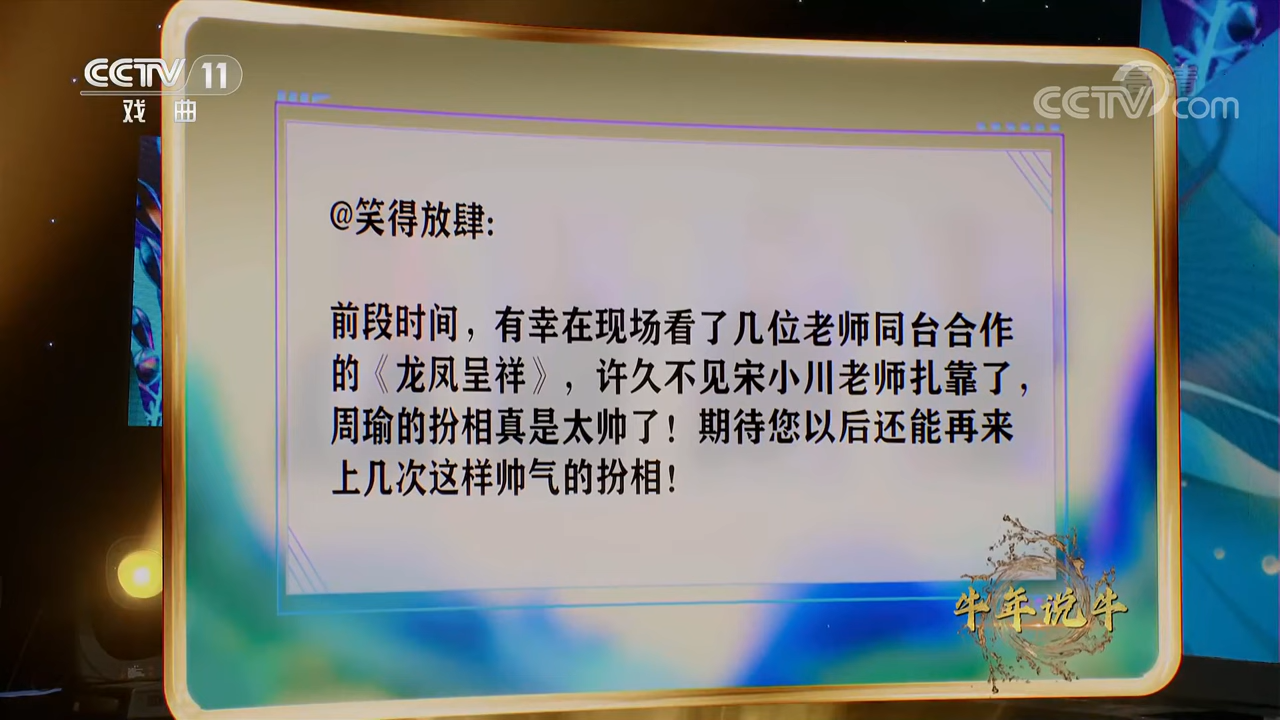 CCTV 11
戏曲
高清
CCTV.com
@笑得放肆:
前段时间，有幸在现场看了几位老师同台合作
的《龙凤呈祥》，许久不见宋小川老师扎靠了，
周瑜的扮相真是太帅了！期待您以后还能再来
上几次这样帅气的扮相！
牛年说牛